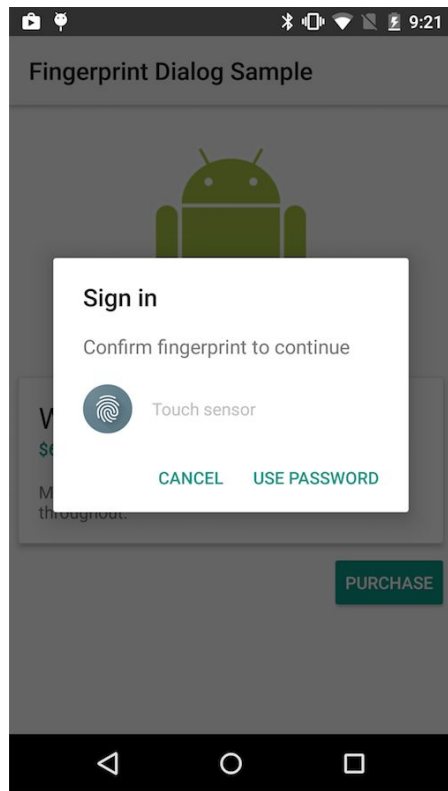 9:21
Fingerprint Dialog Sample
Sign in
Confirm fingerprint to continue
Touch sensor
CANCEL USE PASSWORD
throughout.
PURCHASE